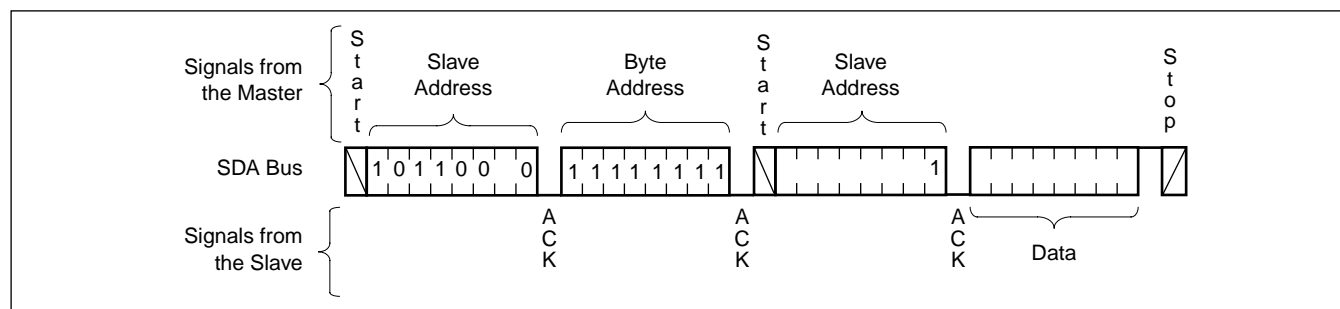 Signals from
the Master
Start
Slave
Address
Byte
Address
Start
Slave
Address
Stop
SDA Bus
1 0 1 1 0 0 0
1 1 1 1 1 1 1 1
1
Signals from
the Slave
ACK
ACK
ACK
Data